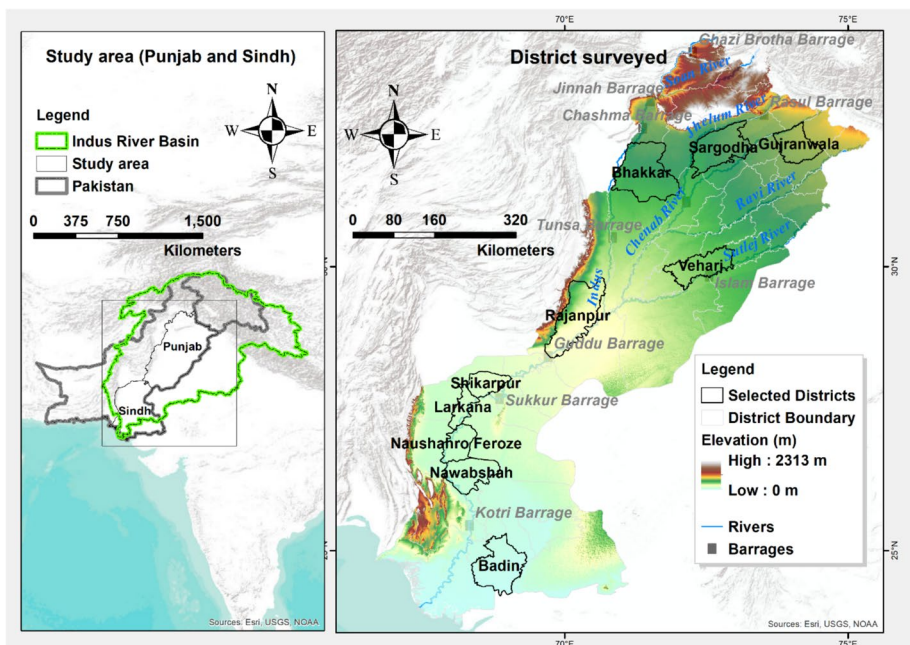 Study area (Punjab and Sindh)
N
W E
S
Legend
Indus River Basin
Study area
Pakistan
0 375 750 1,500
Kilometers
Punjab
Sindh
Sources: Esri, USGS, NOAA
70°E 75°E
District surveyed
N
W E
S
0 80 160 320
Kilometers
Ghazi Brotha Barrage
Soan River
Jinnah Barrage
Chashma Barrage
Rasul Barrage
Jhelum River
Sargodha
Gujranwala
Bhakkar
Ravi River
Chenab River
Tunsa Barrage
Sutlej River
Vehari
30°N
30°N
Islam Barrage
Indus
Rajanpur
Guddu Barrage
Shikarpur
Larkana
Sukkur Barrage
Naushahro Feroze
Nawabshah
Kotri Barrage
25°N
25°N
Badin
Legend
Selected Districts
District Boundary
Elevation (m)
High : 2313 m
Low : 0 m
Rivers
Barrages
Sources: Esri, USGS, NOAA
70°E 75°E